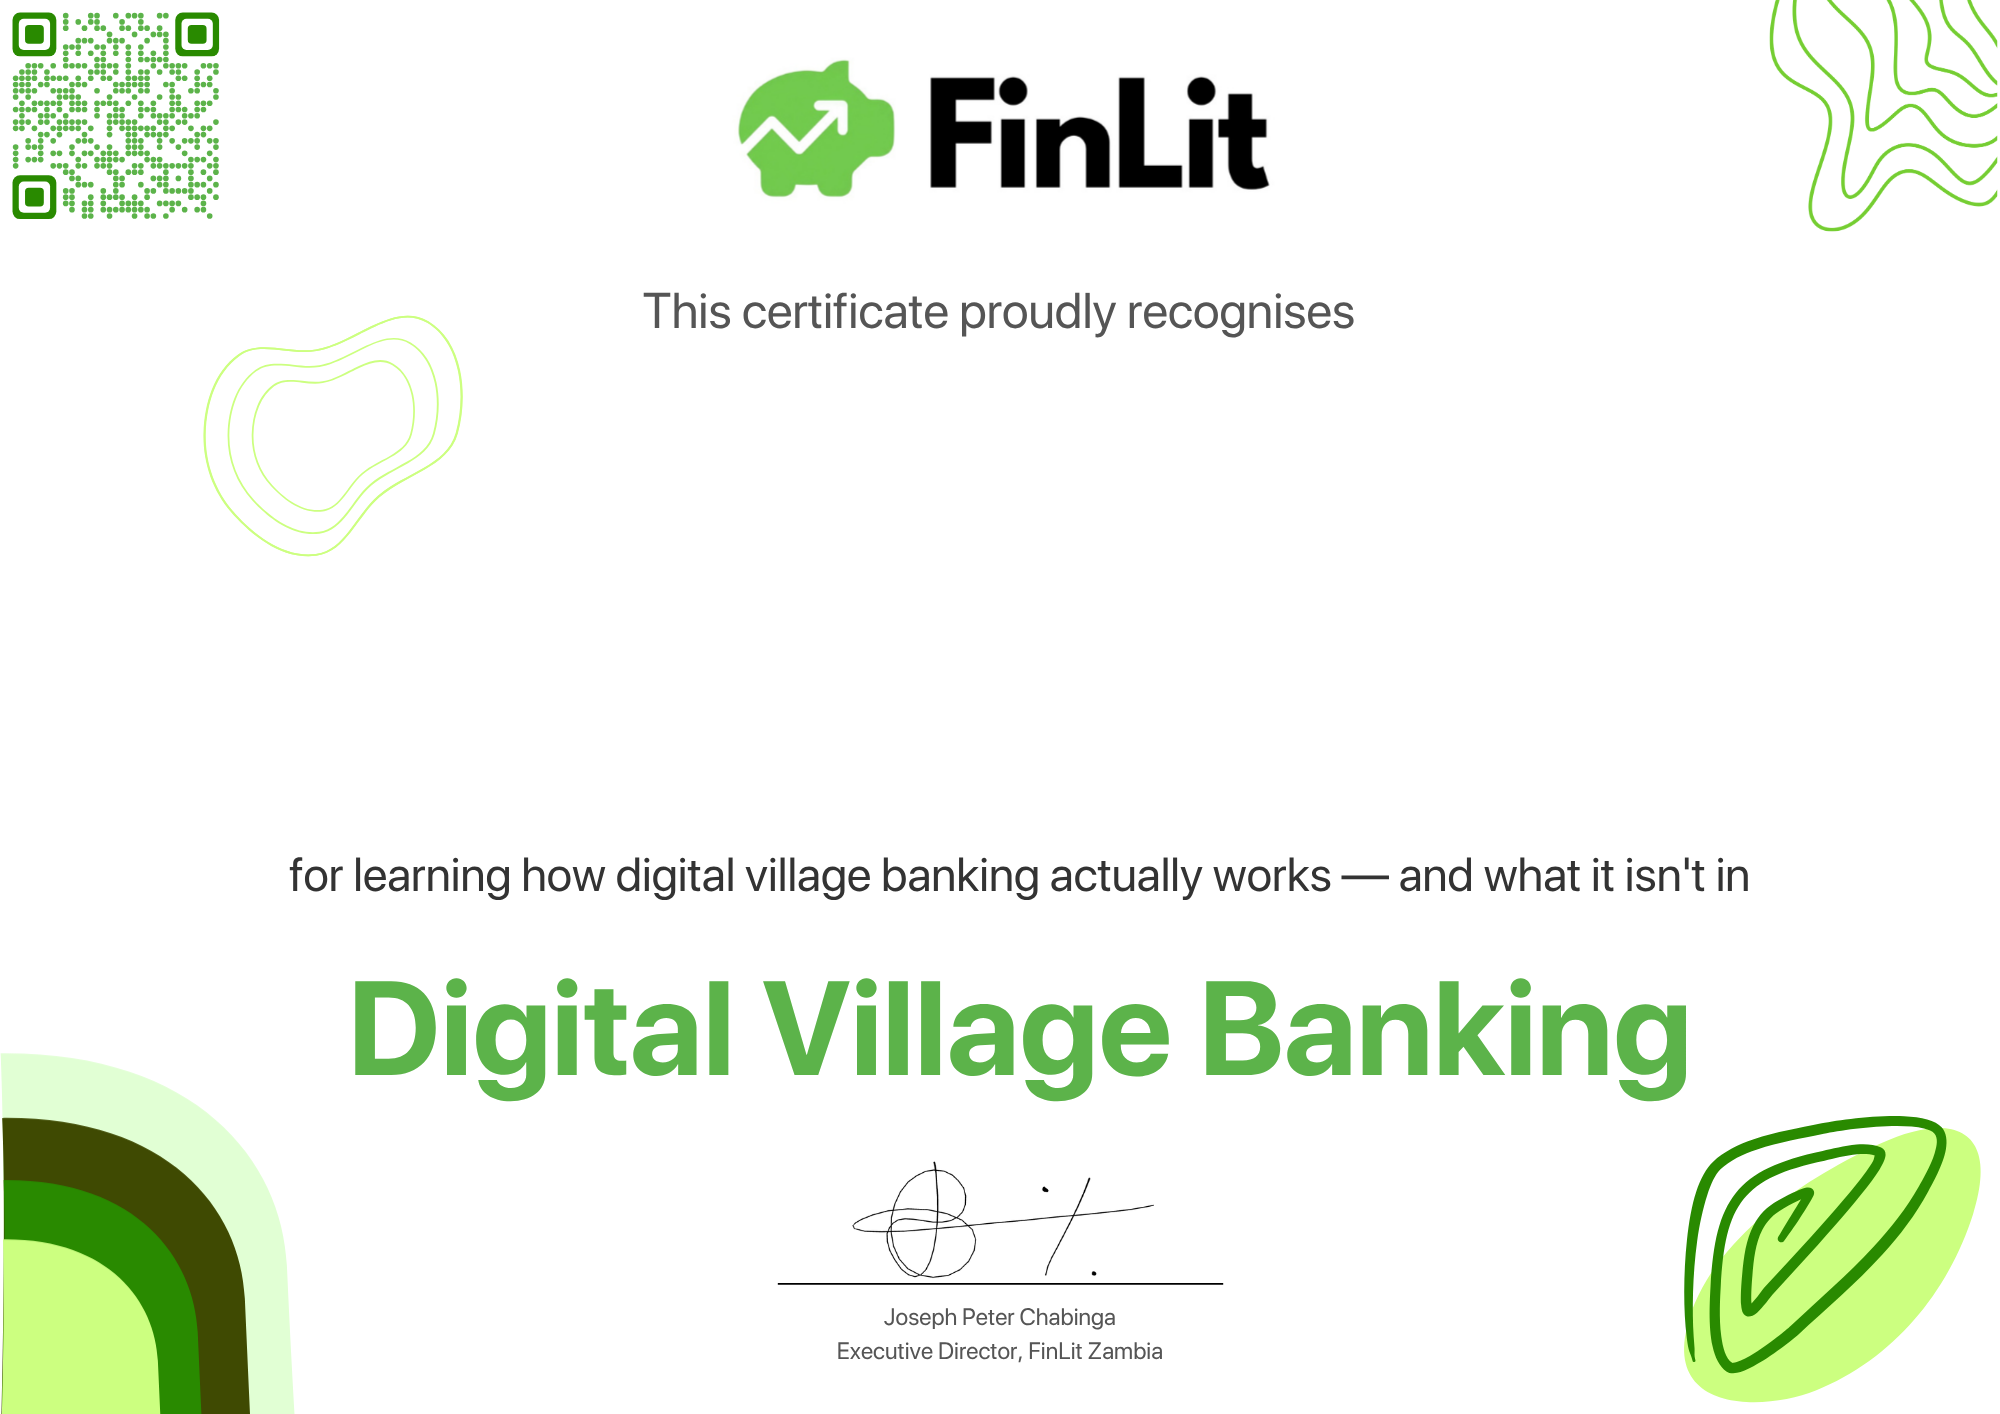 FinLit
This certificate proudly recognises
for learning how digital village banking actually works — and what it isn't in
Digital Village Banking
Joseph Peter Chabinga
Executive Director, FinLit Zambia